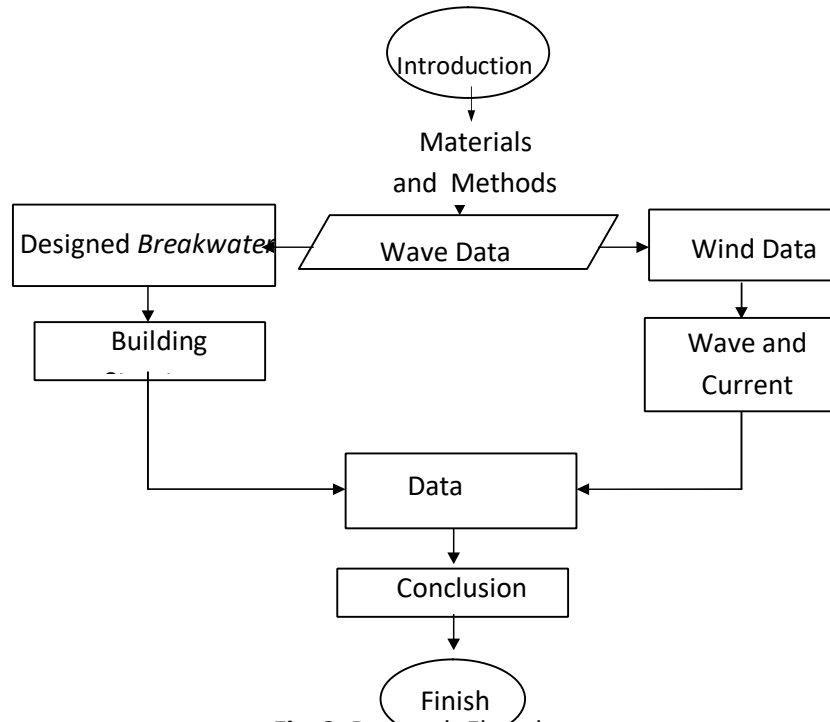 Introduction
Materials
and Methods
Designed Breakwater
Wave Data
Wind Data
Building
Wave and
Current
Data
Conclusion
Finish